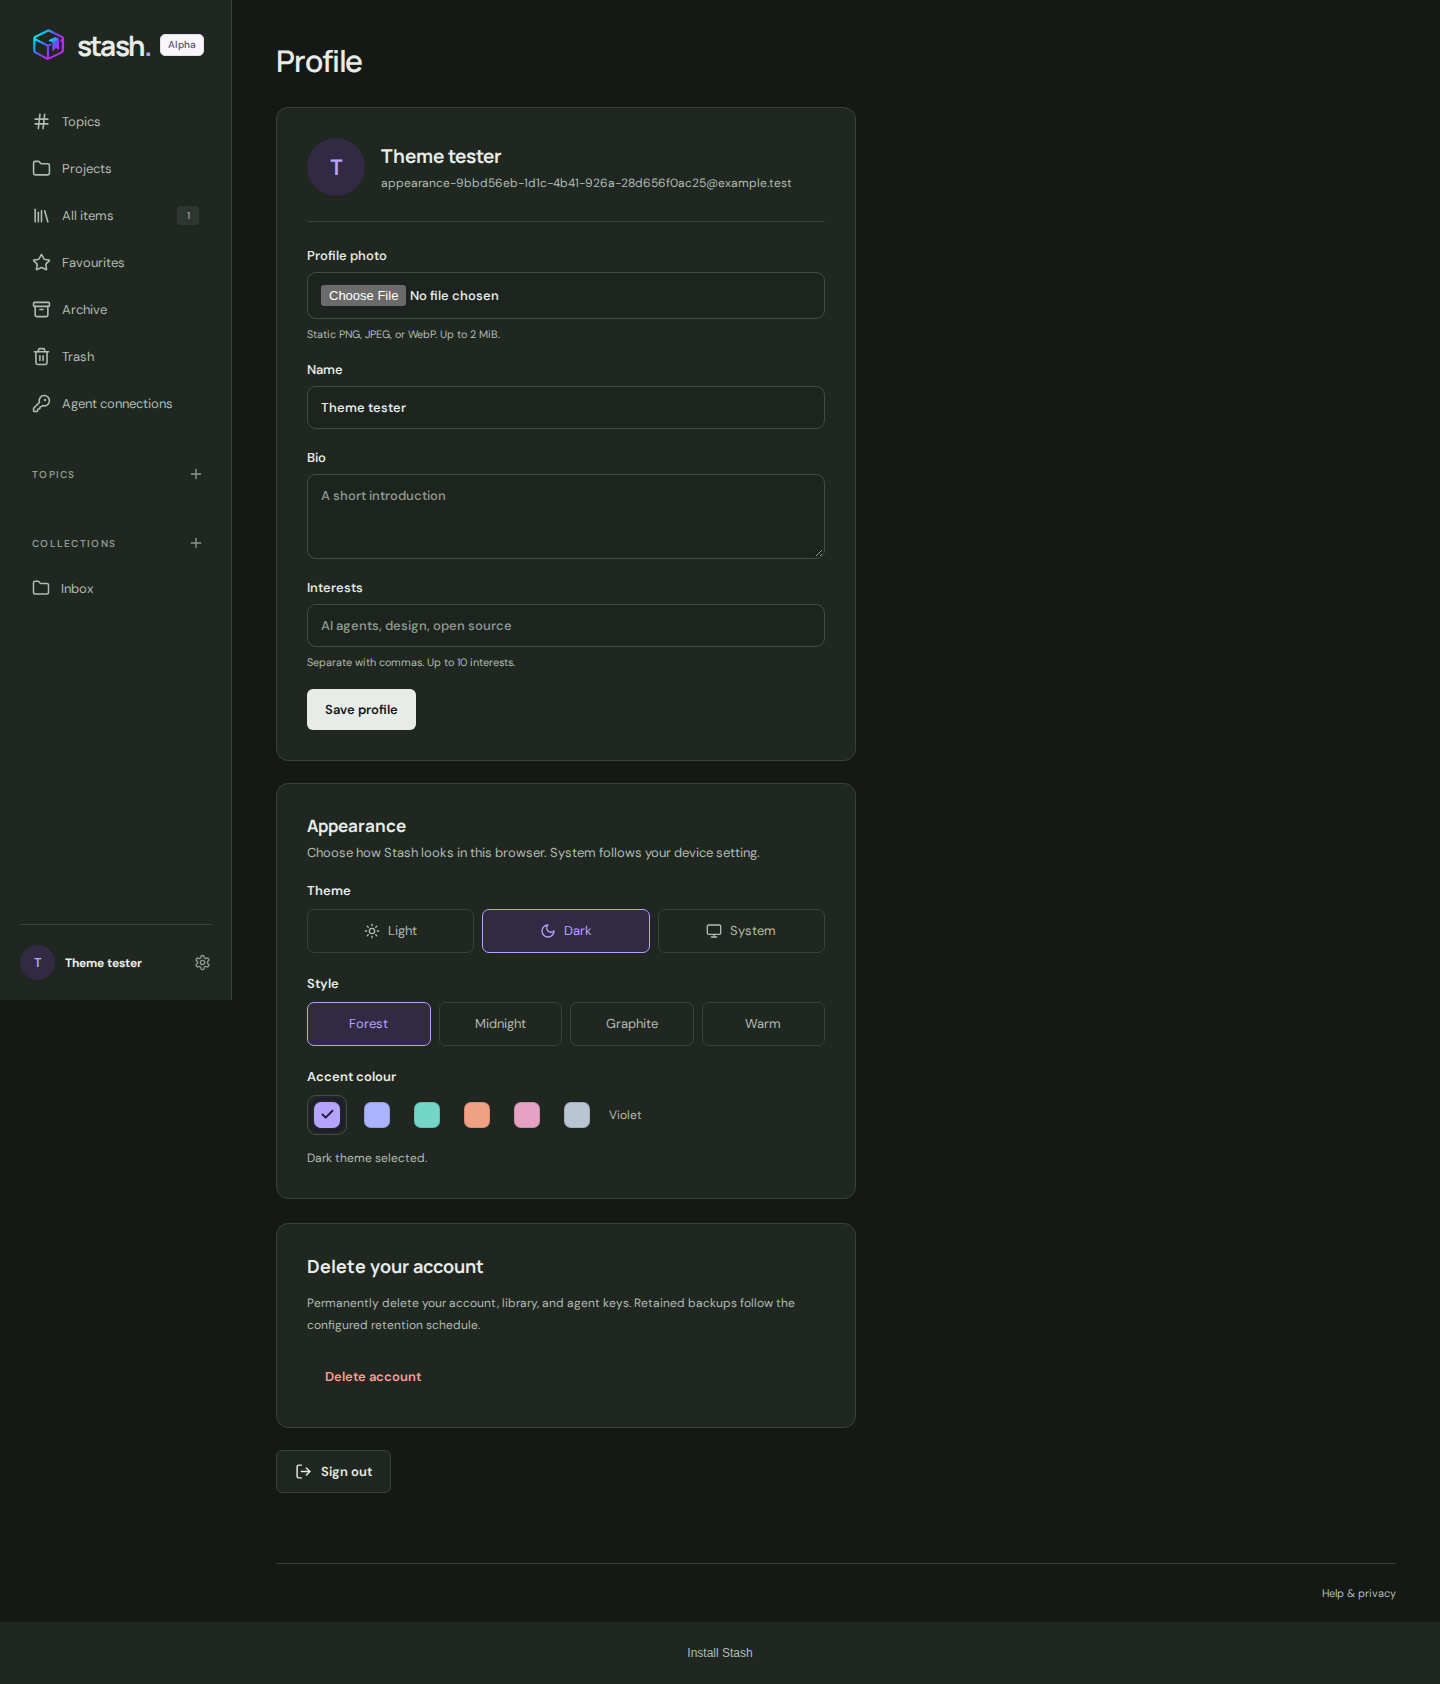 stash. Alpha
Topics
Projects
All items 1
Favourites
Archive
Trash
Agent connections
TOPICS
COLLECTIONS
Inbox
T Theme tester
Profile
T
Theme tester
appearance-9bbd56eb-1d1c-4b41-926a-28d656f0ac25@example.test
Profile photo
Choose File No file chosen
Static PNG, JPEG, or WebP. Up to 2 MiB.
Name
Theme tester
Bio
A short introduction
Interests
AI agents, design, open source
Separate with commas. Up to 10 interests.
Save profile
Appearance
Choose how Stash looks in this browser. System follows your device setting.
Theme
Light Dark System
Style
Forest Midnight Graphite Warm
Accent colour
Violet
Dark theme selected.
Delete your account
Permanently delete your account, library, and agent keys. Retained backups follow the
configured retention schedule.
Delete account
Sign out
Help & privacy
Install Stash